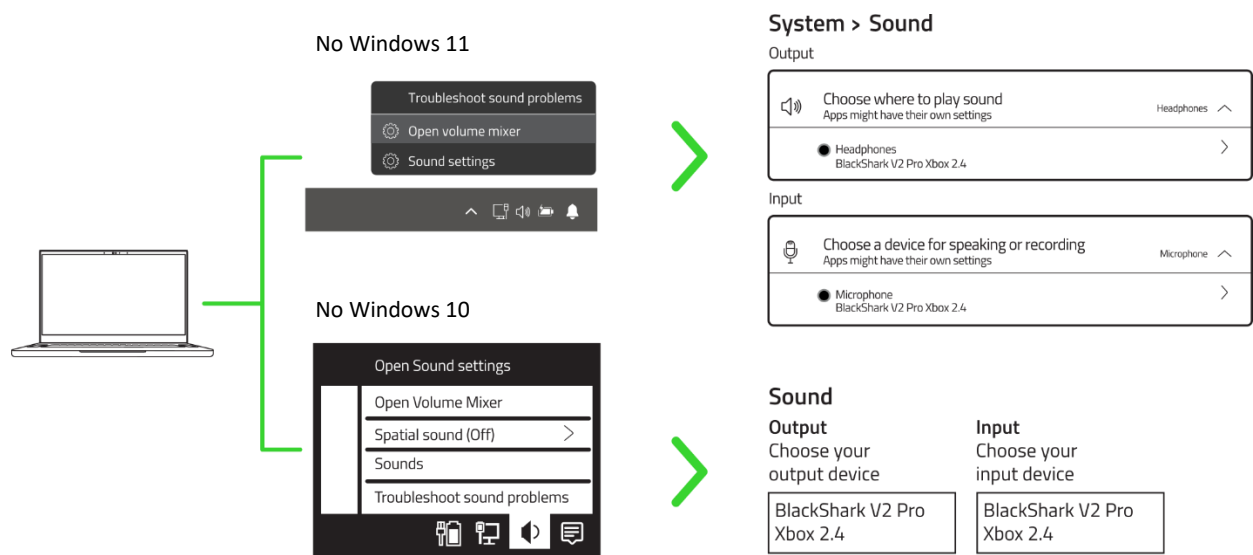 No Windows 11
Troubleshoot sound problems
Open volume mixer
Sound settings
System > Sound
Output
Choose where to play sound
Apps might have their own settings
Headphones
Headphones
BlackShark V2 Pro Xbox 2.4
Input
Choose a device for speaking or recording
Apps might have their own settings
Microphone
Microphone
BlackShark V2 Pro Xbox 2.4
No Windows 10
Open Sound settings
Open Volume Mixer
Spatial sound (Off)
Sounds
Troubleshoot sound problems
Sound
Output
Choose your
output device
BlackShark V2 Pro
Xbox 2.4
Input
Choose your
input device
BlackShark V2 Pro
Xbox 2.4